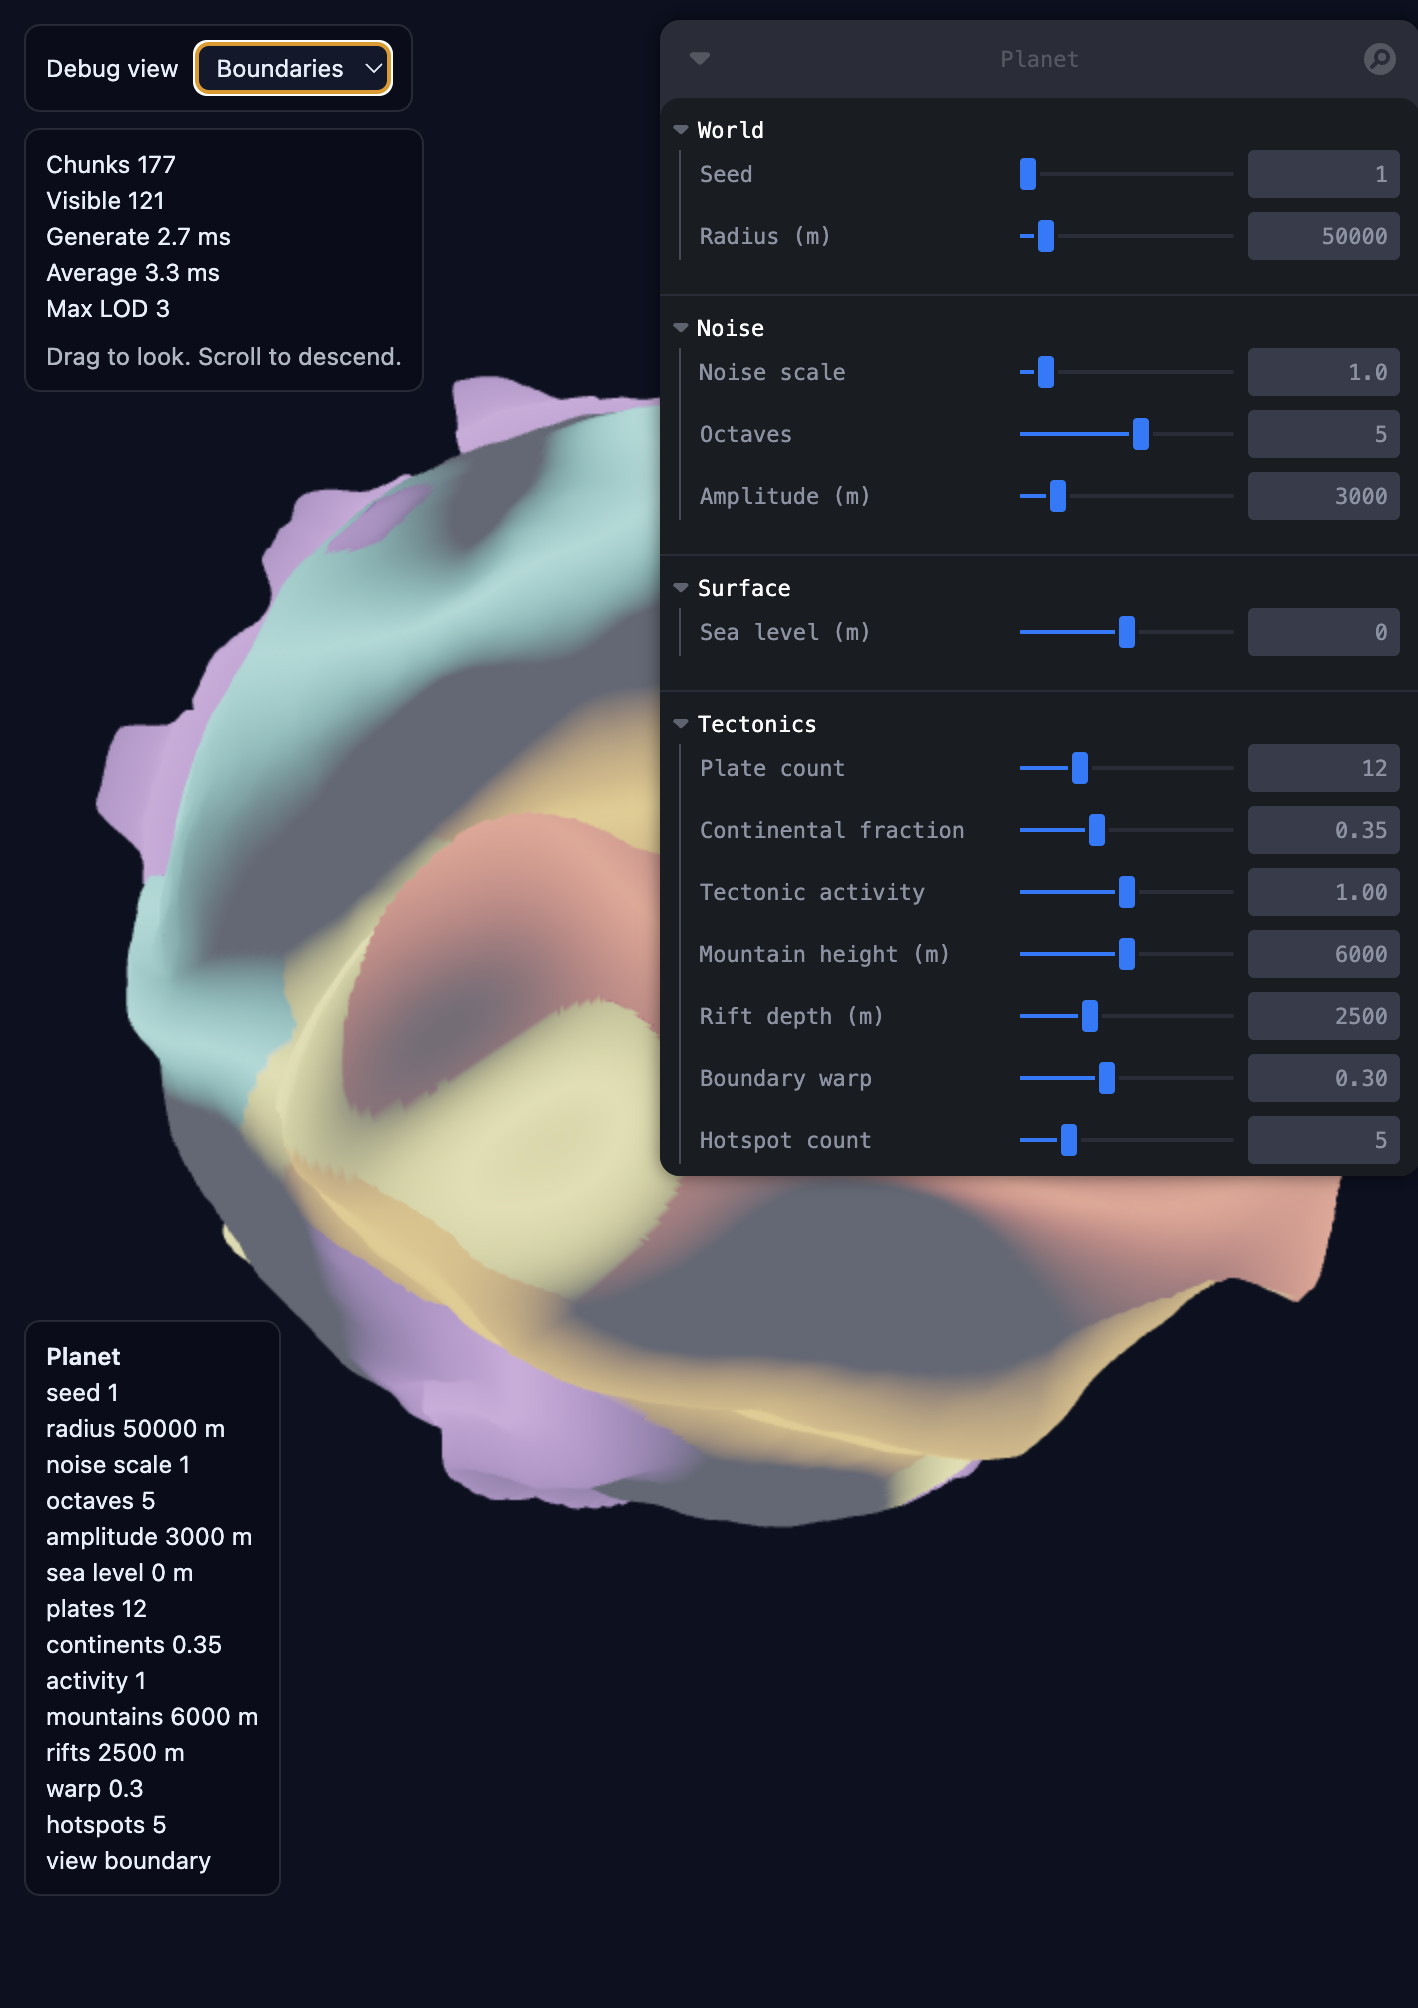 Debug view Boundaries
Chunks 177
Visible 121
Generate 2.7 ms
Average 3.3 ms
Max LOD 3
Drag to look. Scroll to descend.
Planet
World
Seed 1
Radius (m) 50000
Noise
Noise scale 1.0
Octaves 5
Amplitude (m) 3000
Surface
Sea level (m) 0
Tectonics
Plate count 12
Continental fraction 0.35
Tectonic activity 1.00
Mountain height (m) 6000
Rift depth (m) 2500
Boundary warp 0.30
Hotspot count 5
Planet
seed 1
radius 50000 m
noise scale 1
octaves 5
amplitude 3000 m
sea level 0 m
plates 12
continents 0.35
activity 1
mountains 6000 m
rifts 2500 m
warp 0.3
hotspots 5
view boundary